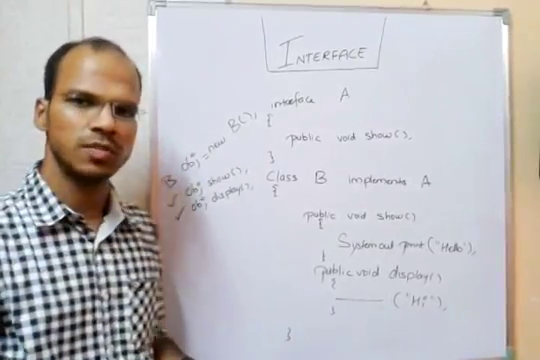 INTERFACE
interface A
{
public void show();
}
Class B implements A
{
public void show()
{
System.out.print("Hello");
}
public void display()
{
("Hi");
}
}
B obj = new B();
✓ obj.show();
✓ obj.display();